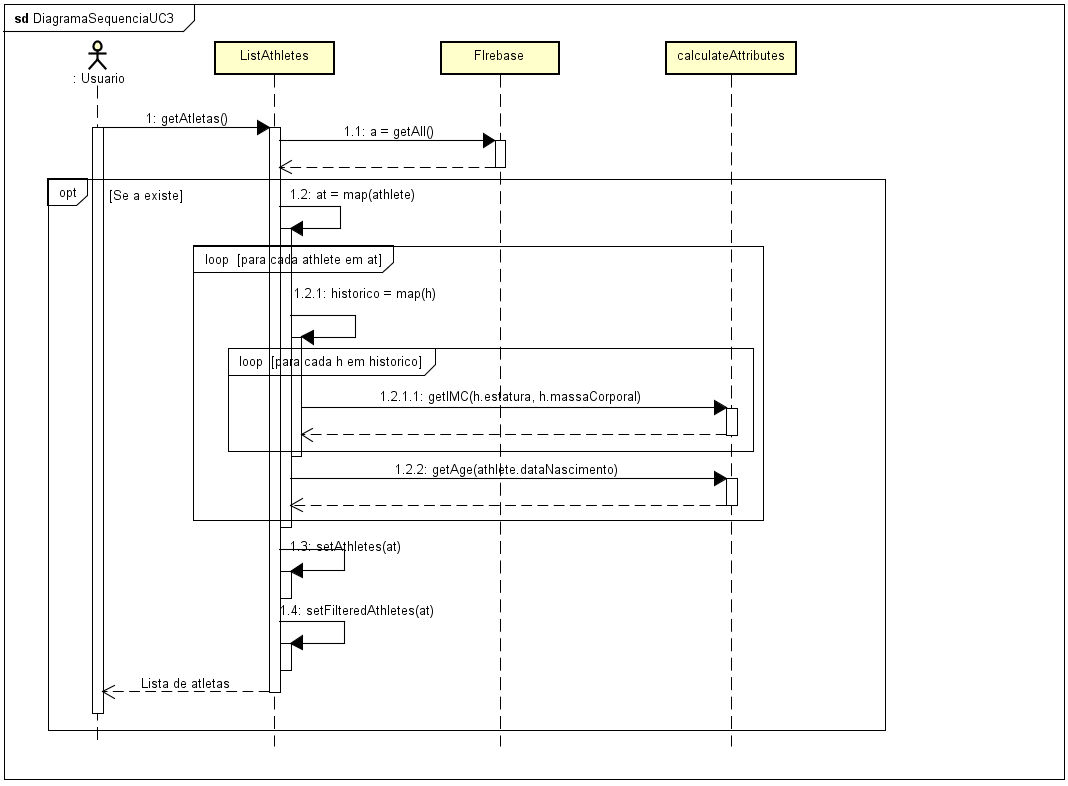 sd DiagramaSequenciaUC3
: Usuario
ListAthletes
FIrebase
calculateAttributes
1: getAtletas()
1.1: a = getAll()
opt
[Se a existe]
1.2: at = map(athlete)
loop [para cada athlete em at]
1.2.1: historico = map(h)
loop [para cada h em historico]
1.2.1.1: getIMC(h.estatura, h.massaCorporal)
1.2.2: getAge(athlete.dataNascimento)
1.3: setAthletes(at)
1.4: setFilteredAthletes(at)
Lista de atletas